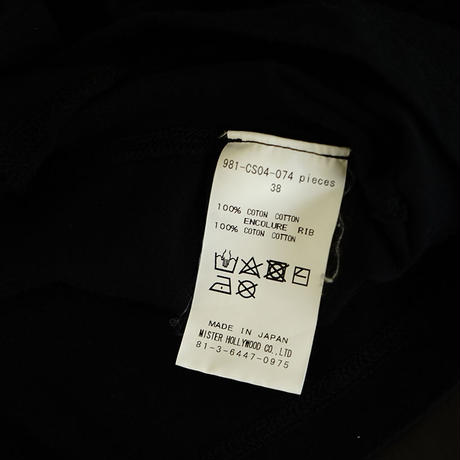 981-CS04-074 pieces
38
100% COTON COTTON
ENCOLURE RIB
100% COTON COTTON
MADE IN JAPAN
MISTER HOLLYWOOD CO.,LTD
81-3-6447-0975